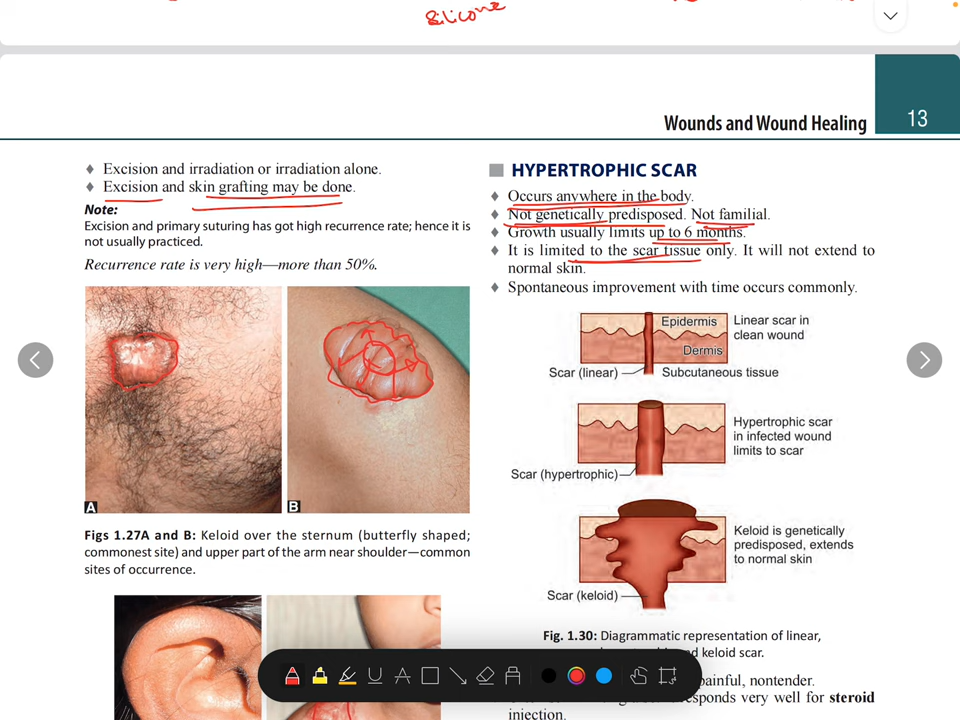 silicone
Wounds and Wound Healing
13
♦ Excision and irradiation or irradiation alone.
♦ Excision and skin grafting may be done.
Note:
Excision and primary suturing has got high recurrence rate; hence it is
not usually practiced.
Recurrence rate is very high—more than 50%.
A
B
Figs 1.27A and B: Keloid over the sternum (butterfly shaped;
commonest site) and upper part of the arm near shoulder—common
sites of occurrence.
HYPERTROPHIC SCAR
♦ Occurs anywhere in the body.
♦ Not genetically predisposed. Not familial.
♦ Growth usually limits up to 6 months.
♦ It is limited to the scar tissue only. It will not extend to
normal skin.
♦ Spontaneous improvement with time occurs commonly.
Epidermis
Dermis
Scar (linear)
Subcutaneous tissue
Linear scar in
clean wound
Scar (hypertrophic)
Hypertrophic scar
in infected wound
limits to scar
Scar (keloid)
Keloid is genetically
predisposed, extends
to normal skin
Fig. 1.30: Diagrammatic representation of linear,
keloid scar.
painful, nontender.
responds very well for steroid
injection.